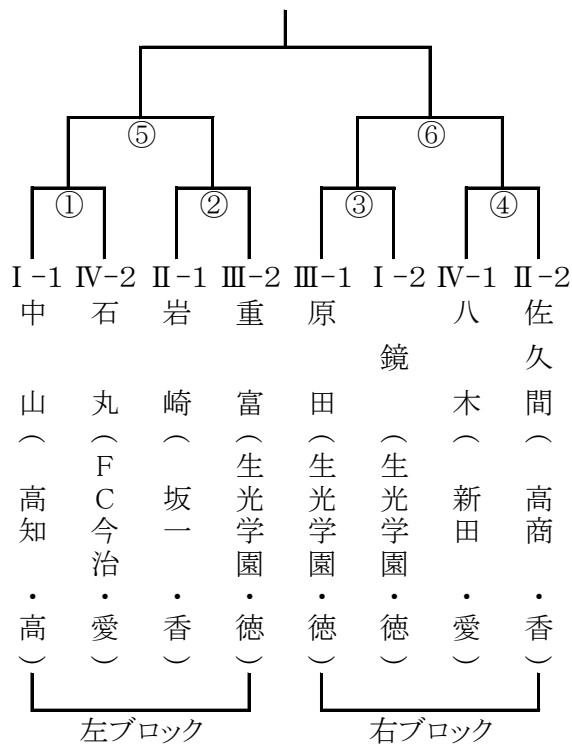 ⑤ ⑥
① ② ③ ④
Ⅰ-1 Ⅳ-2 Ⅱ-1 Ⅲ-2 Ⅲ-1 Ⅰ-2 Ⅳ-1 Ⅱ-2
中山(高知・高)
石丸(FC今治・愛)
岩崎(坂一・香)
重富(生光学園・徳)
原田(生光学園・徳)
鏡(生光学園・徳)
八木(新田・愛)
佐久間(高商・香)
左ブロック 右ブロック